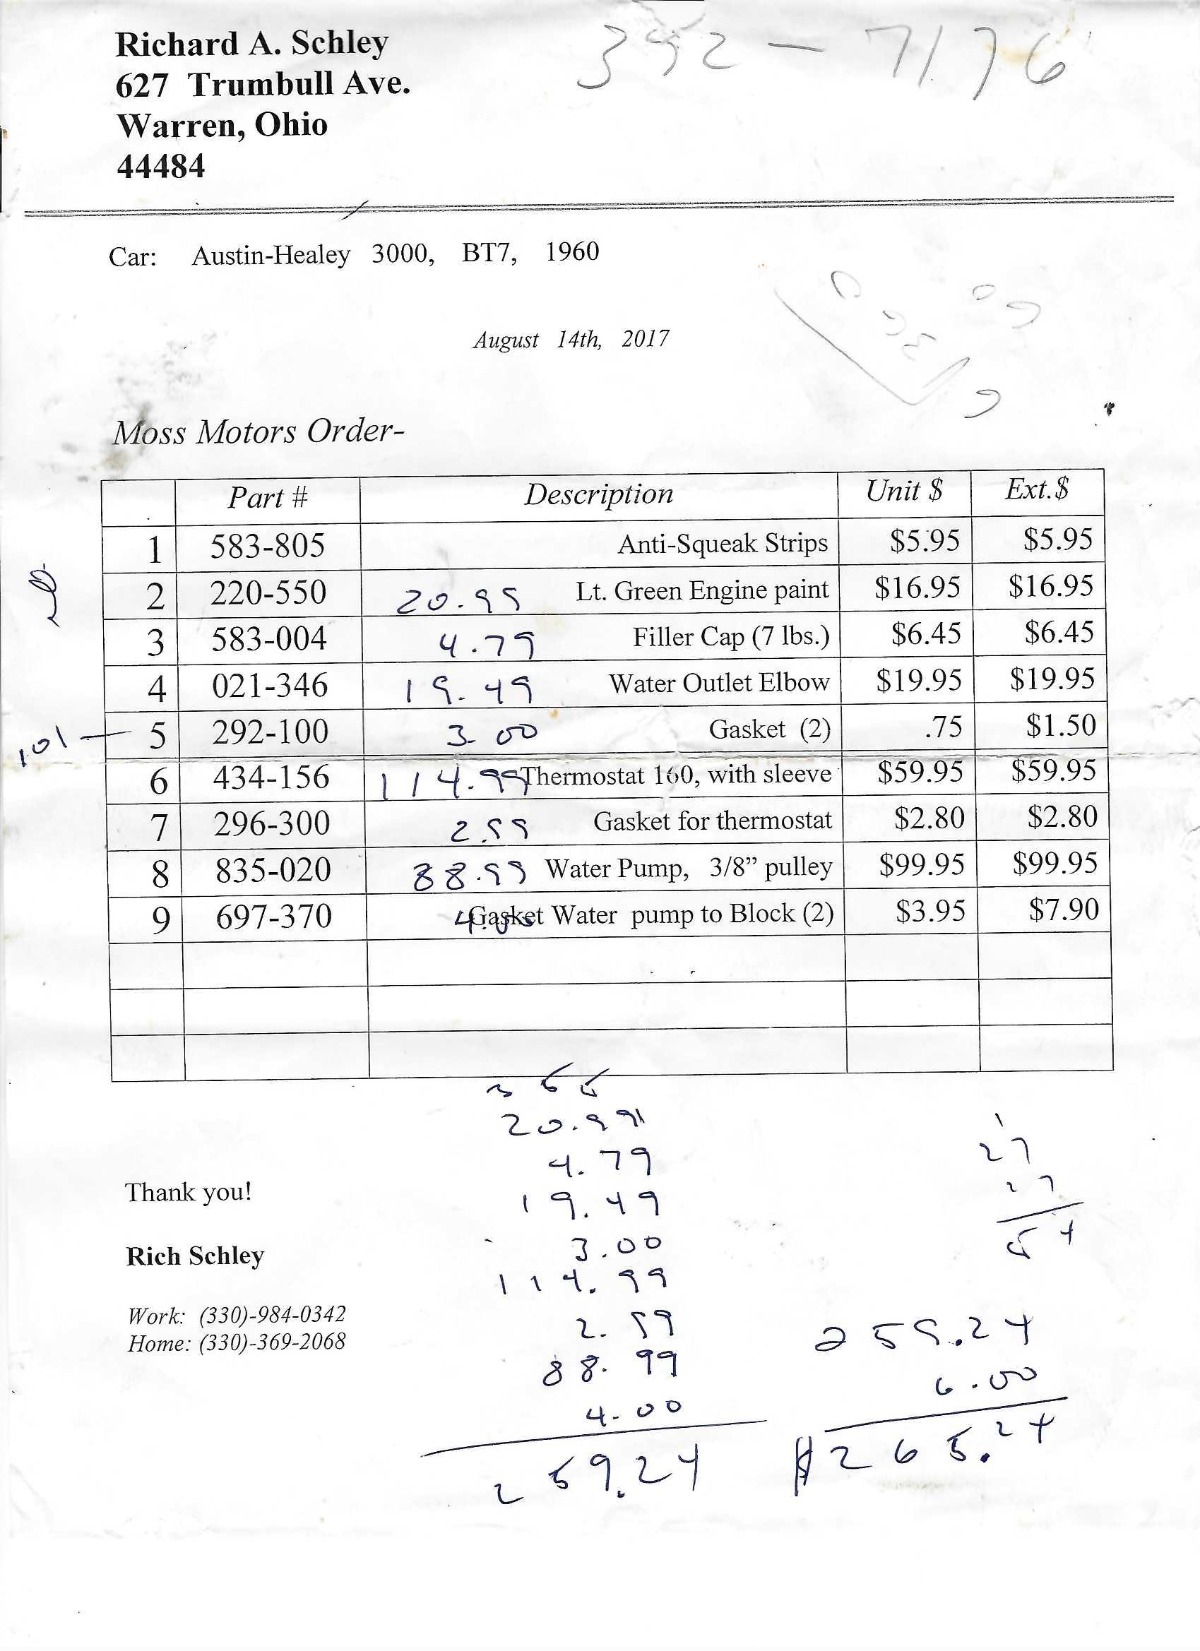 Richard A. Schley
392-7176
627 Trumbull Ave.
Warren, Ohio
44484
Car: Austin-Healey 3000, BT7, 1960
August 14th, 2017
Moss Motors Order-
Part # Description Unit $ Ext.$
1 583-805 Anti-Squeak Strips $5.95 $5.95
2 220-550 20.99 Lt. Green Engine paint $16.95 $16.95
3 583-004 4.79 Filler Cap (7 lbs.) $6.45 $6.45
4 021-346 19.49 Water Outlet Elbow $19.95 $19.95
101 - 5 292-100 3.00 Gasket (2) .75 $1.50
6 434-156 114.99 Thermostat 160, with sleeve $59.95 $59.95
7 296-300 2.99 Gasket for thermostat $2.80 $2.80
8 835-020 88.99 Water Pump, 3/8” pulley $99.95 $99.95
9 697-370 Gasket Water pump to Block (2) $3.95 $7.90
20.99
4.79
19.49
3.00
114.99
2.99
88.99
4.00
259.24
27
27
54
259.24
6.00
$265.24
Thank you!
Rich Schley
Work: (330)-984-0342
Home: (330)-369-2068